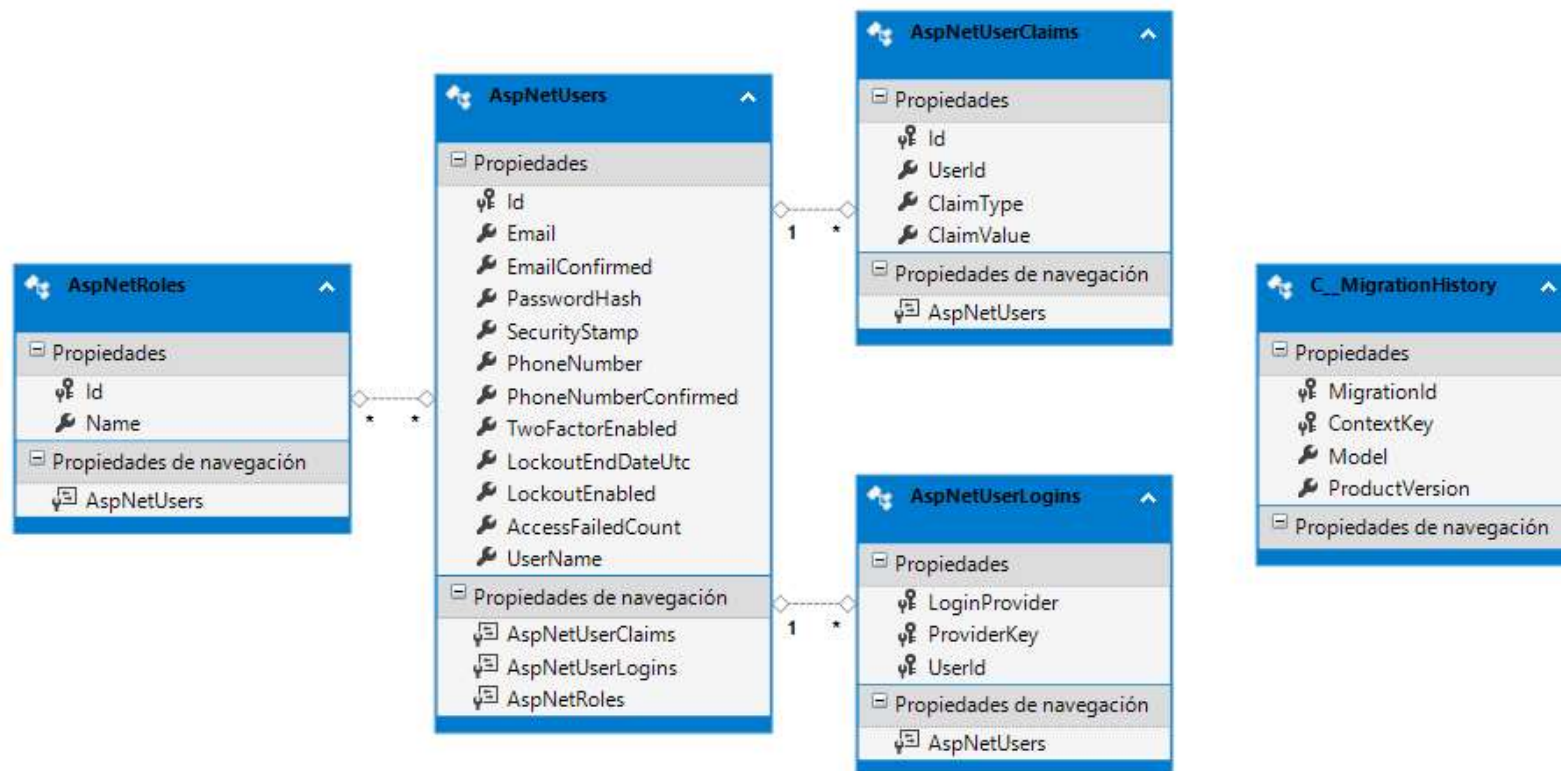 AspNetRoles
Propiedades
Id
Name
Propiedades de navegación
AspNetUsers
AspNetUsers
Propiedades
Id
Email
EmailConfirmed
PasswordHash
SecurityStamp
PhoneNumber
PhoneNumberConfirmed
TwoFactorEnabled
LockoutEndDateUtc
LockoutEnabled
AccessFailedCount
UserName
Propiedades de navegación
AspNetUserClaims
AspNetUserLogins
AspNetRoles
* *
1 *
1 *
AspNetUserClaims
Propiedades
Id
UserId
ClaimType
ClaimValue
Propiedades de navegación
AspNetUsers
AspNetUserLogins
Propiedades
LoginProvider
ProviderKey
UserId
Propiedades de navegación
AspNetUsers
C__MigrationHistory
Propiedades
MigrationId
ContextKey
Model
ProductVersion
Propiedades de navegación